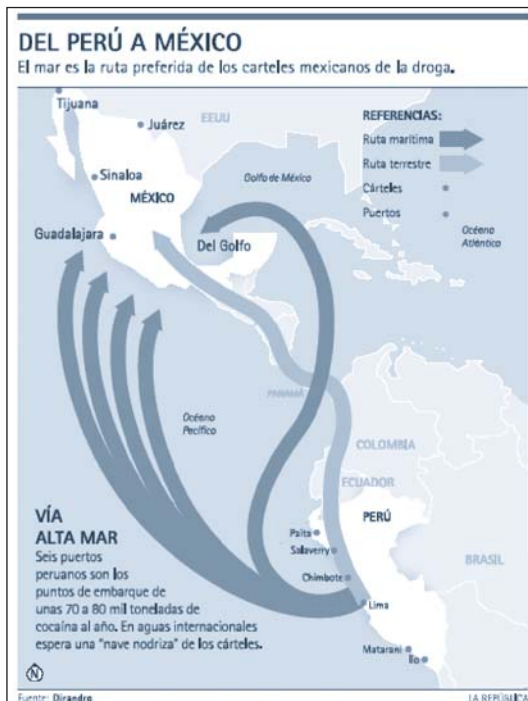 DEL PERÚ A MÉXICO
El mar es la ruta preferida de los carteles mexicanos de la droga.
Tijuana
Juárez
EEUU
Sinaloa
MÉXICO
Golfo de México
Guadalajara
Del Golfo
REFERENCIAS:
Ruta marítima
Ruta terrestre
Cárteles
Puertos
Océano
Atlántico
PANAMÁ
Océano
Pacífico
COLOMBIA
ECUADOR
PERÚ
BRASIL
Paita
Salaverry
Chimbote
Lima
Matarani
Ilo
VÍA
ALTA MAR
Seis puertos
peruanos son los
puntos de embarque de
unas 70 a 80 mil toneladas de
cocaína al año. En aguas internacionales
espera una "nave nodriza" de los cárteles.
N
Fuente: Dirandro
LA REPÚBLICA